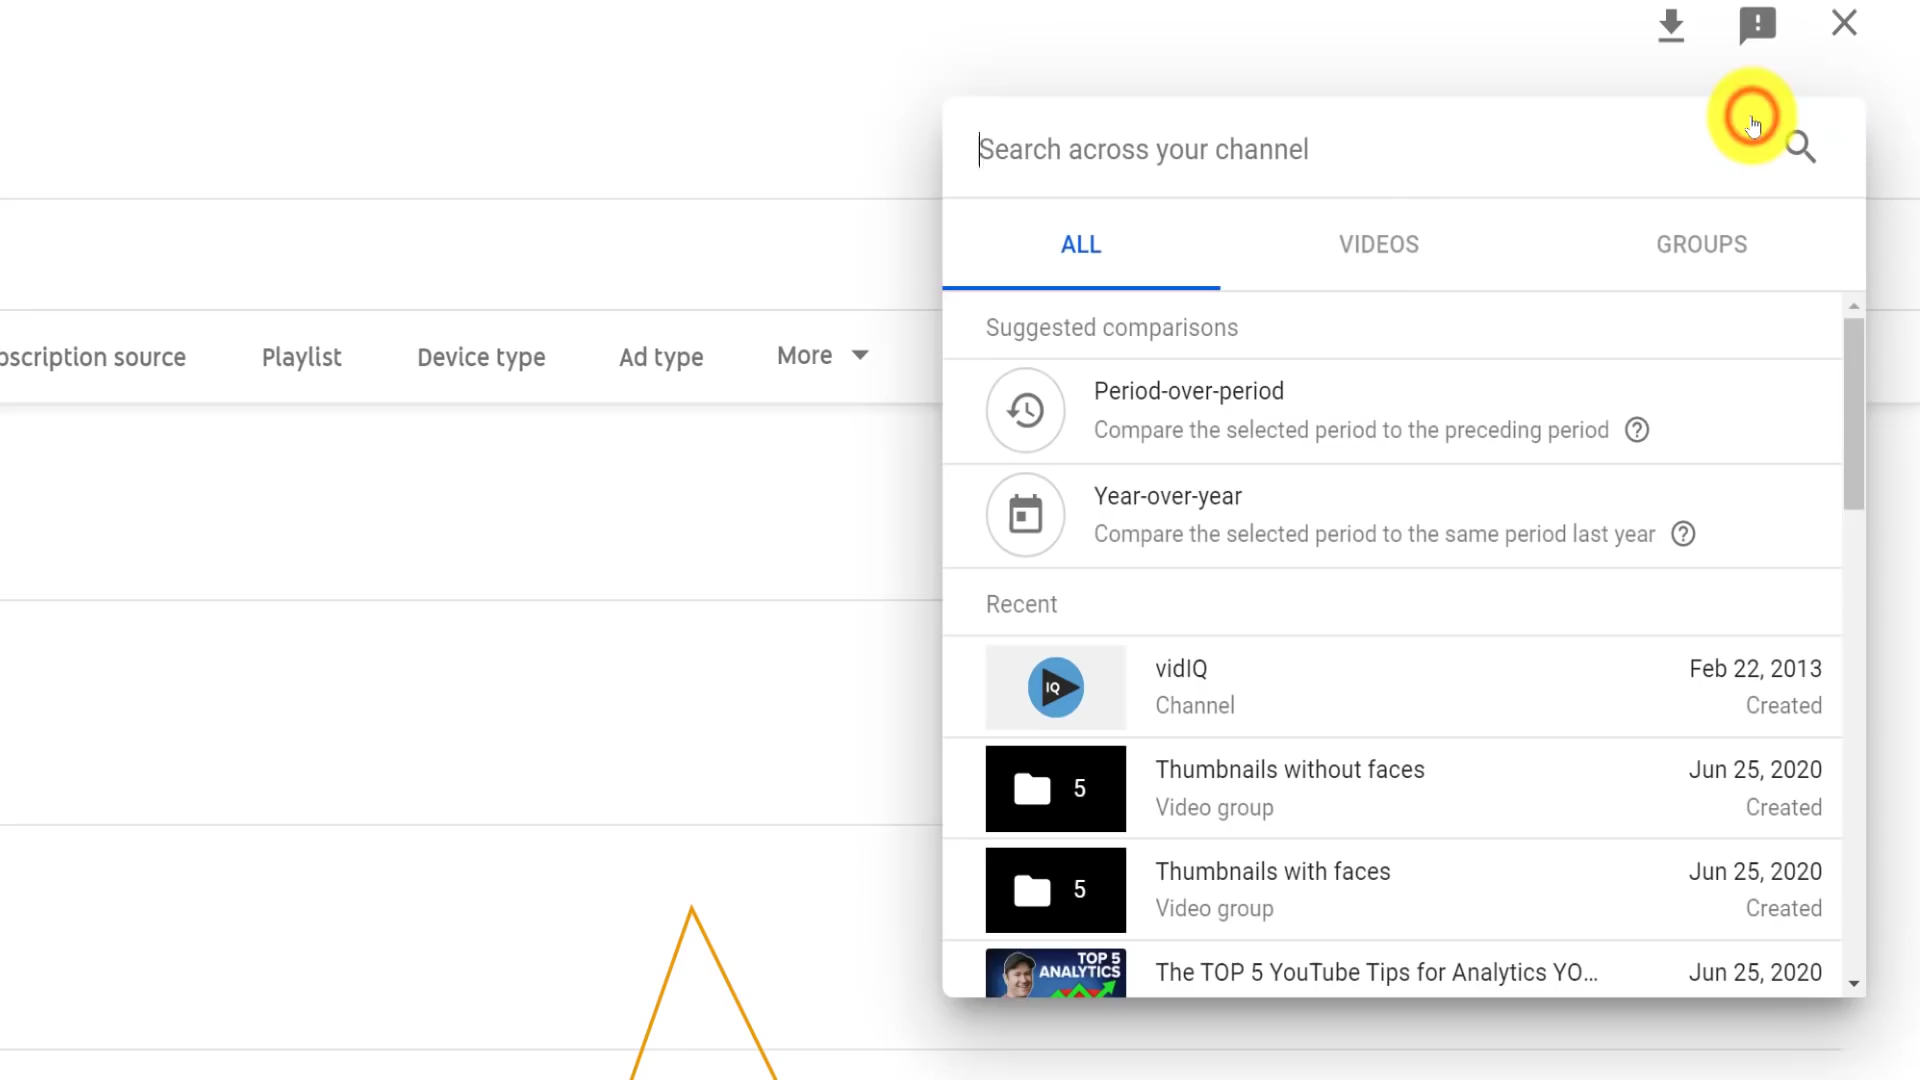 Search across your channel
ALL VIDEOS GROUPS
Suggested comparisons
bscription source Playlist Device type Ad type More
Period-over-period
Compare the selected period to the preceding period
Year-over-year
Compare the selected period to the same period last year
Recent
IQ
vidIQ Feb 22, 2013
Channel Created
5
Thumbnails without faces Jun 25, 2020
Video group Created
5
Thumbnails with faces Jun 25, 2020
Video group Created
TOP 5
ANALYTICS
The TOP 5 YouTube Tips for Analytics YO... Jun 25, 2020